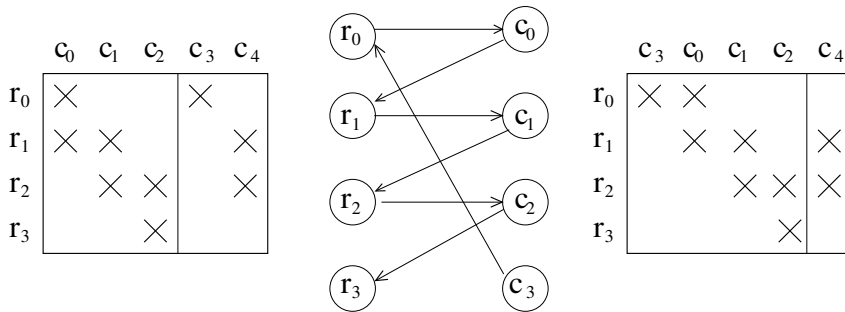 c₀ c₁ c₂ c₃ c₄
r₀
r₁
r₂
r₃
r₀ c₀
r₁ c₁
r₂ c₂
r₃ c₃
c₃ c₀ c₁ c₂ c₄
r₀
r₁
r₂
r₃